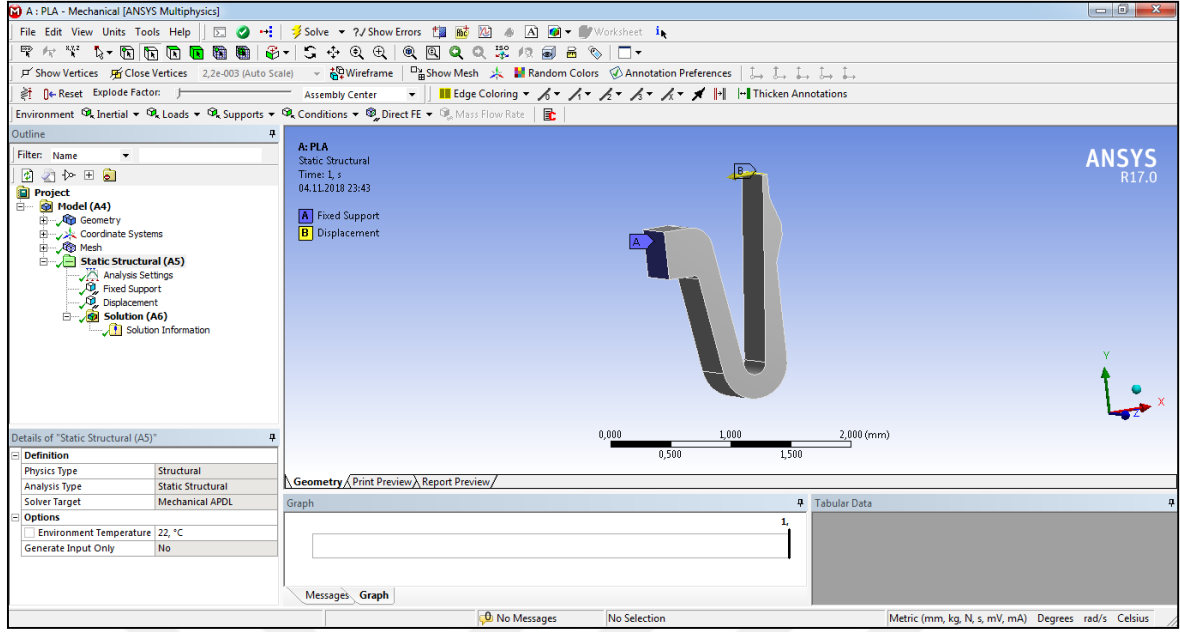 A : PLA - Mechanical [ANSYS Multiphysics]
File Edit View Units Tools Help Solve ?/ Show Errors Worksheet
Show Vertices Close Vertices 2,2e-003 (Auto Scale) Wireframe Show Mesh Random Colors Annotation Preferences
Reset Explode Factor: Assembly Center Edge Coloring Thicken Annotations
Environment Inertial Loads Supports Conditions Direct FE Mass Flow Rate
Outline
Filter: Name
Project
Model (A4)
Geometry
Coordinate Systems
Mesh
Static Structural (A5)
Analysis Settings
Fixed Support
Displacement
Solution (A6)
Solution Information
A: PLA
Static Structural
Time: 1, s
04.11.2018 23:43
A Fixed Support
B Displacement
ANSYS
R17.0
B
A
Y
X
Z
0,000 1,000 2,000 (mm)
0,500 1,500
Details of "Static Structural (A5)"
Definition
Physics Type Structural
Analysis Type Static Structural
Solver Target Mechanical APDL
Options
Environment Temperature 22, °C
Generate Input Only No
Geometry Print Preview Report Preview
Graph
1,
Messages Graph
Tabular Data
No Messages No Selection Metric (mm, kg, N, s, mV, mA) Degrees rad/s Celsius